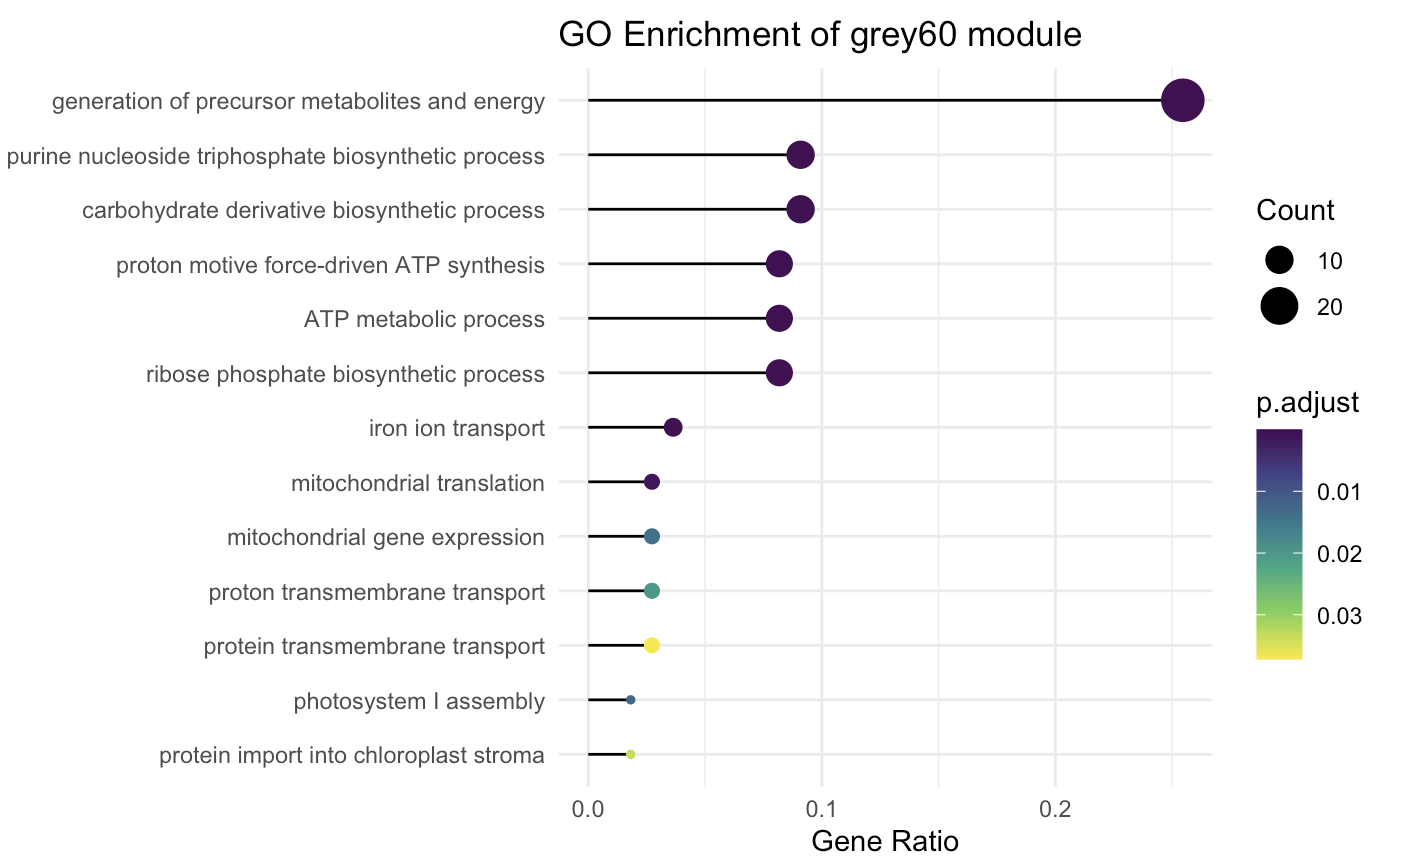 GO Enrichment of grey60 module
generation of precursor metabolites and energy
purine nucleoside triphosphate biosynthetic process
carbohydrate derivative biosynthetic process
proton motive force-driven ATP synthesis
ATP metabolic process
ribose phosphate biosynthetic process
iron ion transport
mitochondrial translation
mitochondrial gene expression
proton transmembrane transport
protein transmembrane transport
photosystem I assembly
protein import into chloroplast stroma
0.0 0.1 0.2
Gene Ratio
Count
10
20
p.adjust
0.01
0.02
0.03